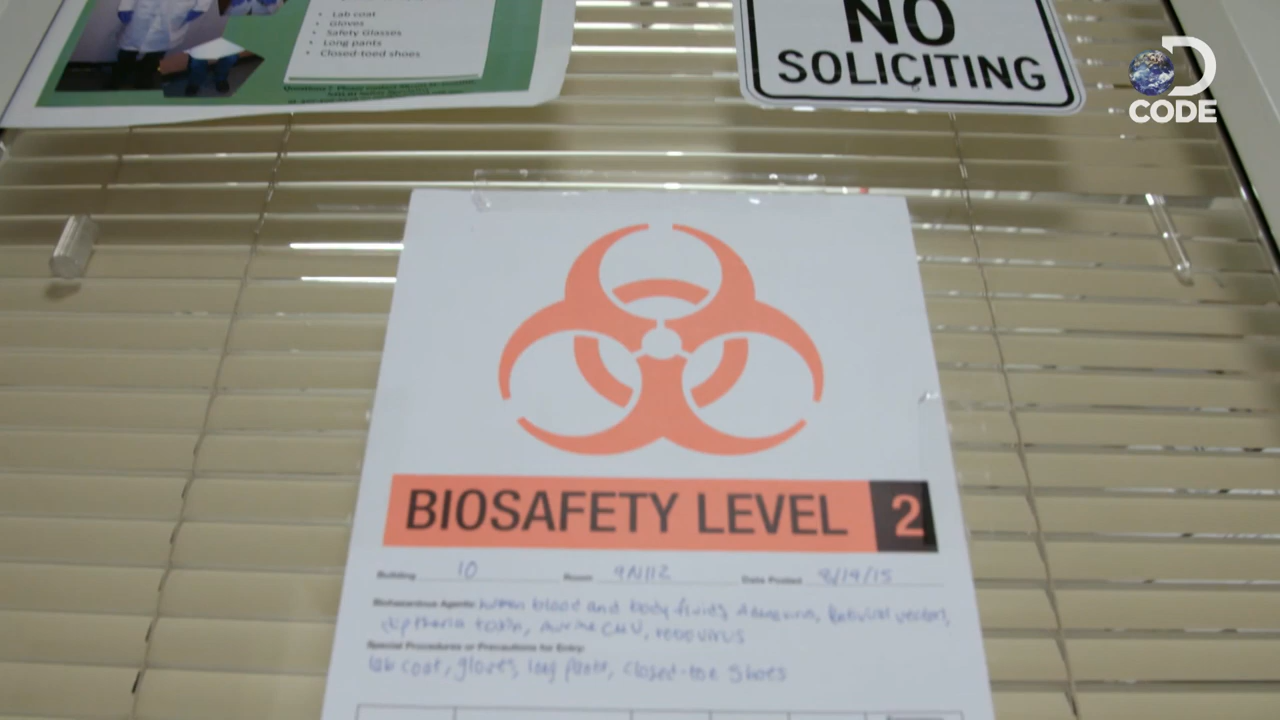 • Lab coat
• Gloves
• Safety Glasses
• Long pants
• Closed-toed shoes
NO
SOLICITING
D
CODE
BIOSAFETY LEVEL 2
Building 10 Room 9N112 Date Posted 8/19/15
Biohazardous Agents: human blood and body fluids, Adenovirus, Retroviral vectors,
diphtheria toxin, murine CMV,
Special Procedures or Precautions for Entry:
lab coat, gloves, long pants, closed-toe shoes